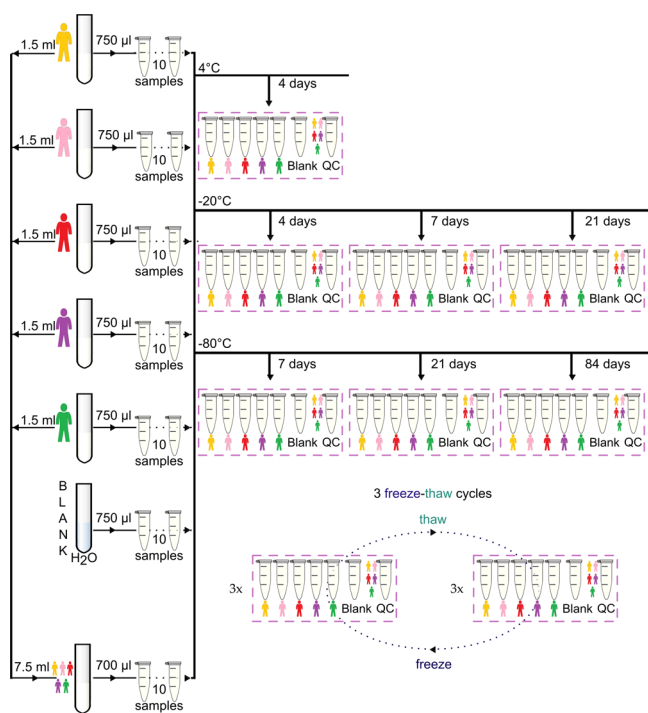 1.5 ml
750 µl
10
samples
1.5 ml
750 µl
10
samples
1.5 ml
750 µl
10
samples
1.5 ml
750 µl
10
samples
1.5 ml
750 µl
10
samples
B
L
A
N
K
H2O
750 µl
10
samples
7.5 ml
700 µl
10
samples
4°C
4 days
Blank QC
-20°C
4 days
7 days
21 days
Blank QC
Blank QC
Blank QC
-80°C
7 days
21 days
84 days
Blank QC
Blank QC
Blank QC
3 freeze-thaw cycles
thaw
3x
Blank QC
3x
Blank QC
freeze